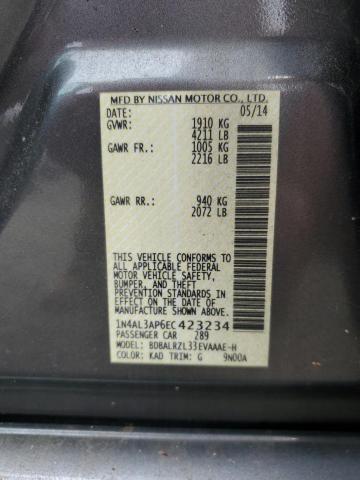 MFD BY NISSAN MOTOR CO., LTD.
DATE: 05/14
GVWR: 1910 KG
4211 LB
GAWR FR.: 1005 KG
2216 LB
GAWR RR.: 940 KG
2072 LB
THIS VEHICLE CONFORMS TO
ALL APPLICABLE FEDERAL
MOTOR VEHICLE SAFETY,
BUMPER, AND THEFT
PREVENTION STANDARDS IN
EFFECT ON THE DATE OF
MANUFACTURE SHOWN ABOVE.
1N4AL3AP6EC423234
PASSENGER CAR 289
MODEL: BDBALRZL33EVAAAE-H
COLOR: KAD TRIM: G 9N00A